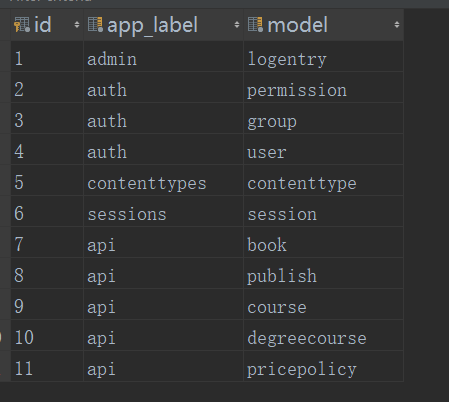 id app_label model
1 admin logentry
2 auth permission
3 auth group
4 auth user
5 contenttypes contenttype
6 sessions session
7 api book
8 api publish
9 api course
10 api degreecourse
11 api pricepolicy